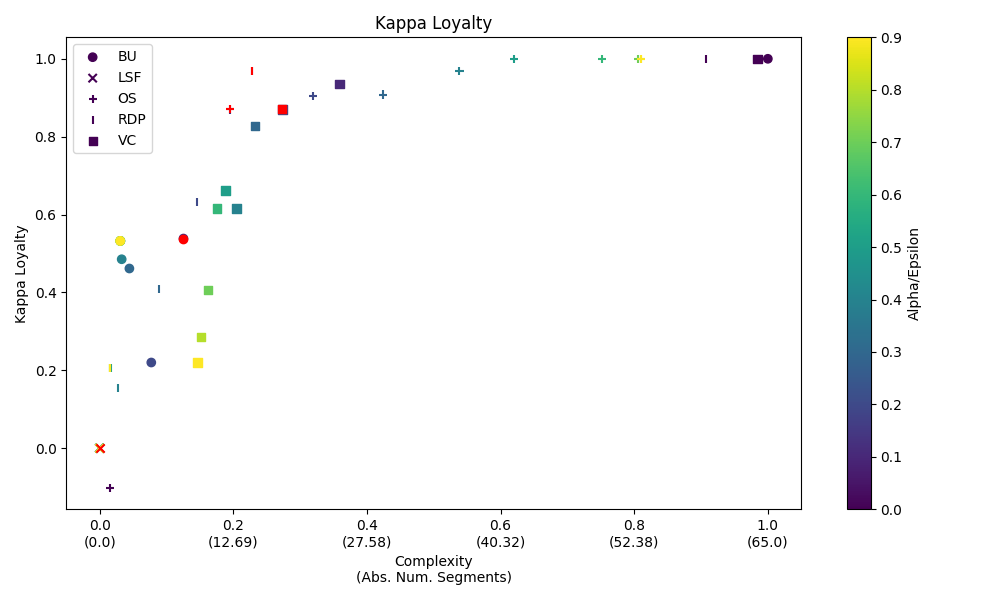 Kappa Loyalty
BU
LSF
OS
RDP
VC
Kappa Loyalty
1.0
0.8
0.6
0.4
0.2
0.0
0.0 0.2 0.4 0.6 0.8 1.0
(0.0) (12.69) (27.58) (40.32) (52.38) (65.0)
Complexity
(Abs. Num. Segments)
0.9
0.8
0.7
0.6
0.5
0.4
0.3
0.2
0.1
0.0
Alpha/Epsilon